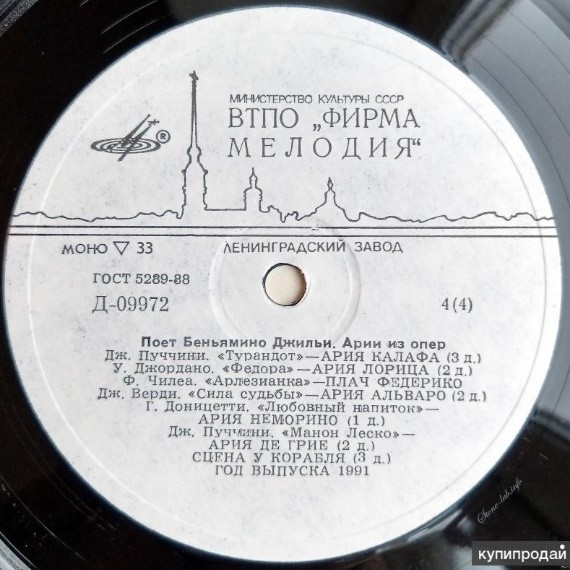 МИНИСТЕРСТВО КУЛЬТУРЫ СССР
ВТПО „ФИРМА
МЕЛОДИЯ“
®
МОНО ▽ 33 ЛЕНИНГРАДСКИЙ ЗАВОД
ГОСТ 5289-88
Д-09972 4(4)
Поет Беньямино Джильи. Арии из опер
Дж. Пуччини. «Турандот»—АРИЯ КАЛАФА (3 д.)
У. Джордано, «Федора»—АРИЯ ЛОРИЦА (2 д.)
Ф. Чилеа. «Арлезианка»—ПЛАЧ ФЕДЕРИКО
Дж. Верди. «Сила судьбы»—АРИЯ АЛЬВАРО (2 д.)
Г. Доницетти, «Любовный напиток»—
АРИЯ НЕМОРИНО (1 д.)
Дж. Пуччини, «Манон Леско»—
АРИЯ ДЕ ГРИЕ (2 д.)
СЦЕНА У КОРАБЛЯ (3 д.)
ГОД ВЫПУСКА 1991
купипродай